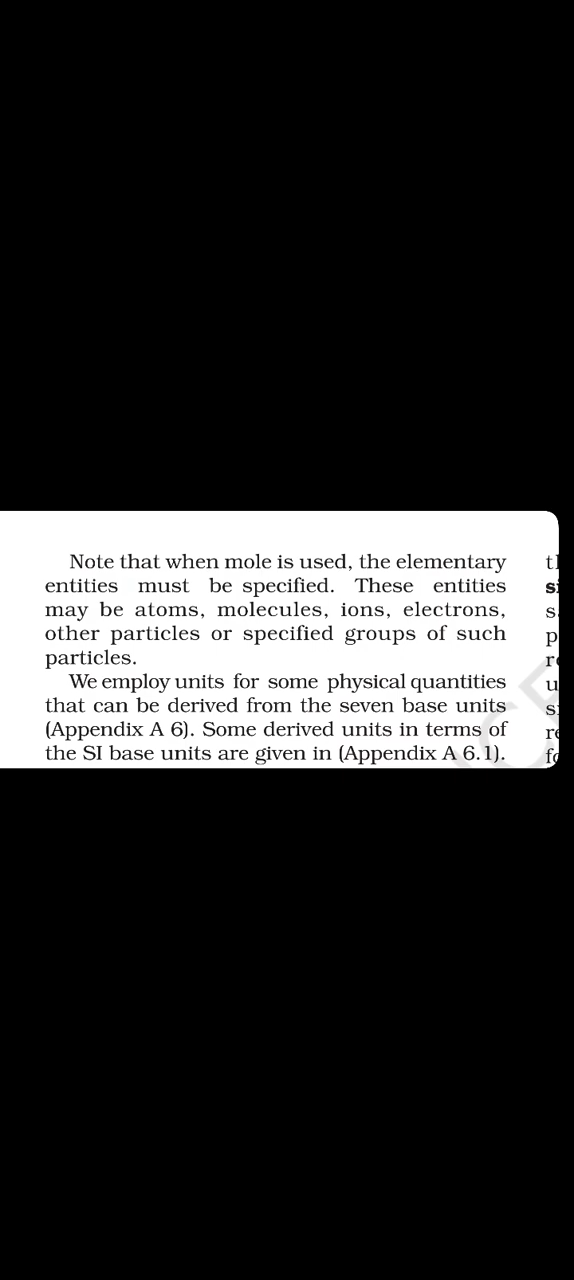 Note that when mole is used, the elementary
entities must be specified. These entities
may be atoms, molecules, ions, electrons,
other particles or specified groups of such
particles.
We employ units for some physical quantities
that can be derived from the seven base units
(Appendix A 6). Some derived units in terms of
the SI base units are given in (Appendix A 6.1).